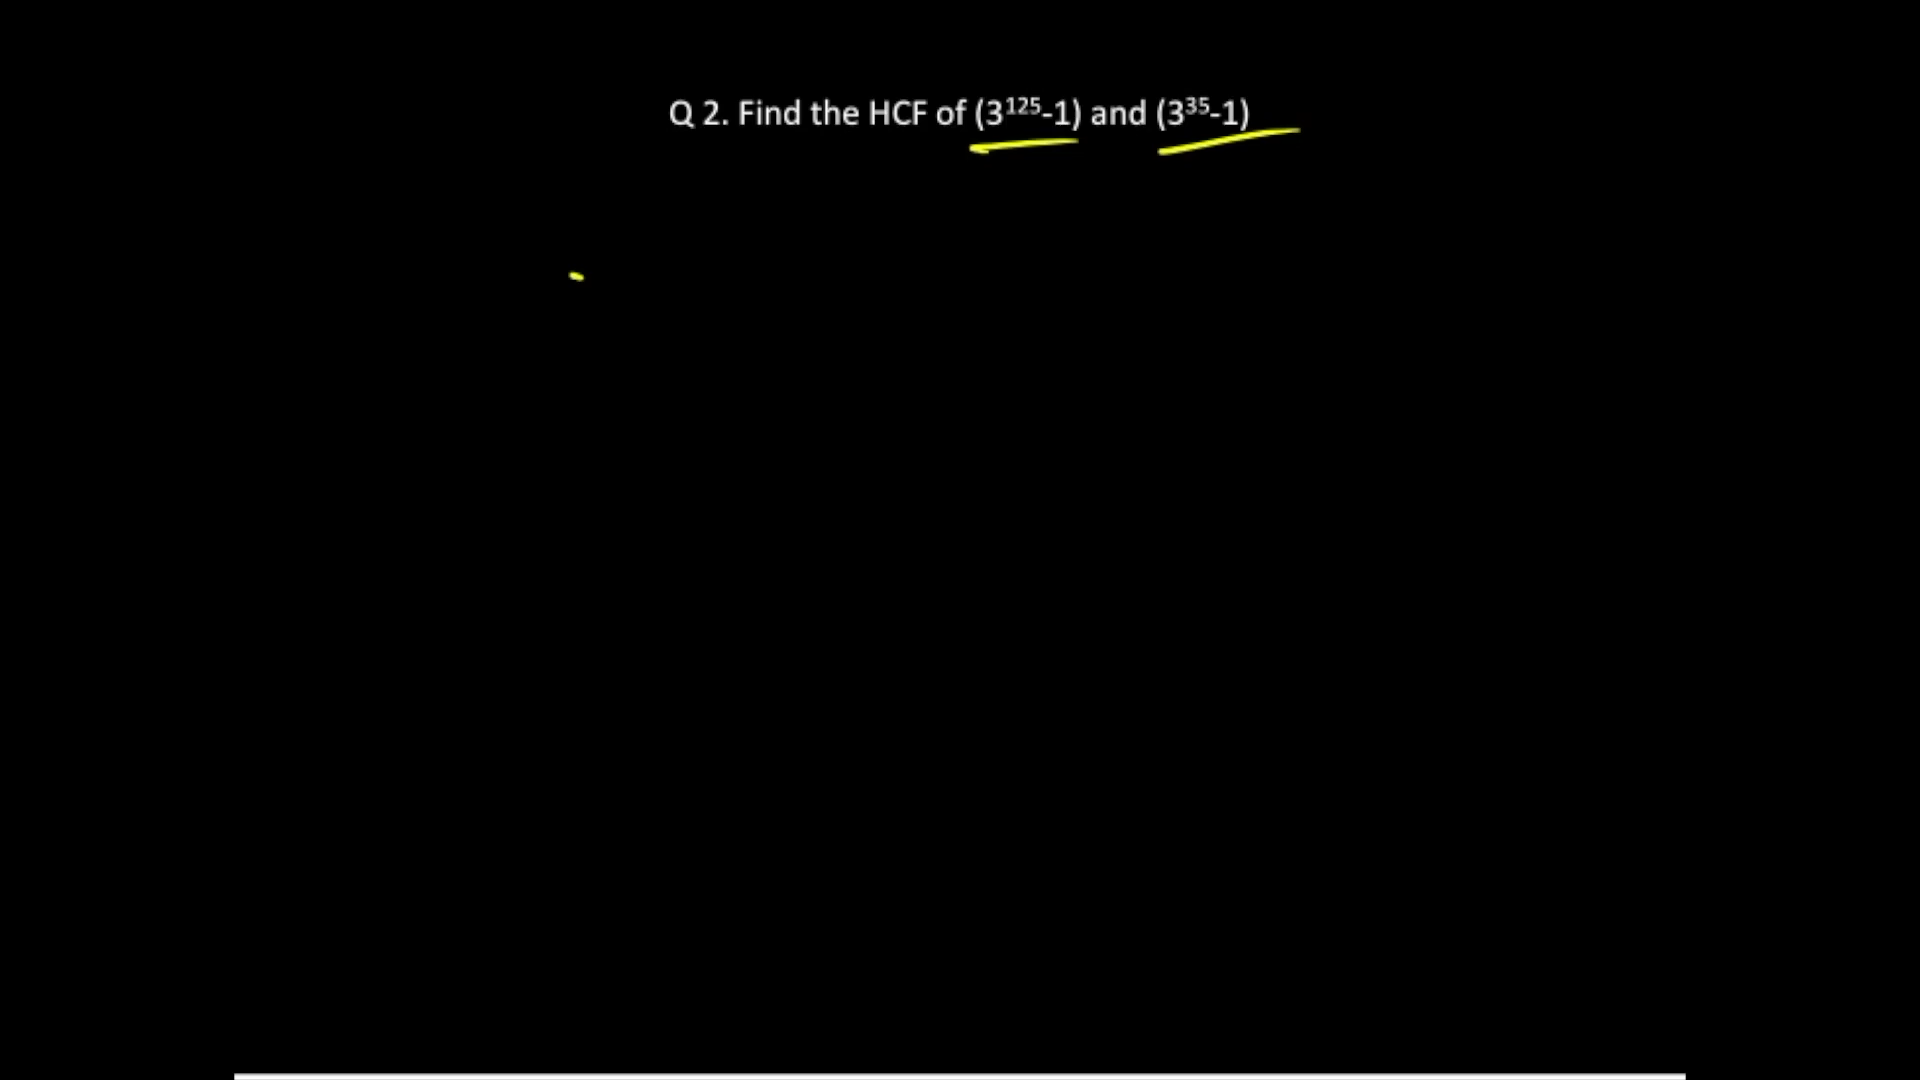 Q 2. Find the HCF of (3¹²⁵-1) and (3³⁵-1)